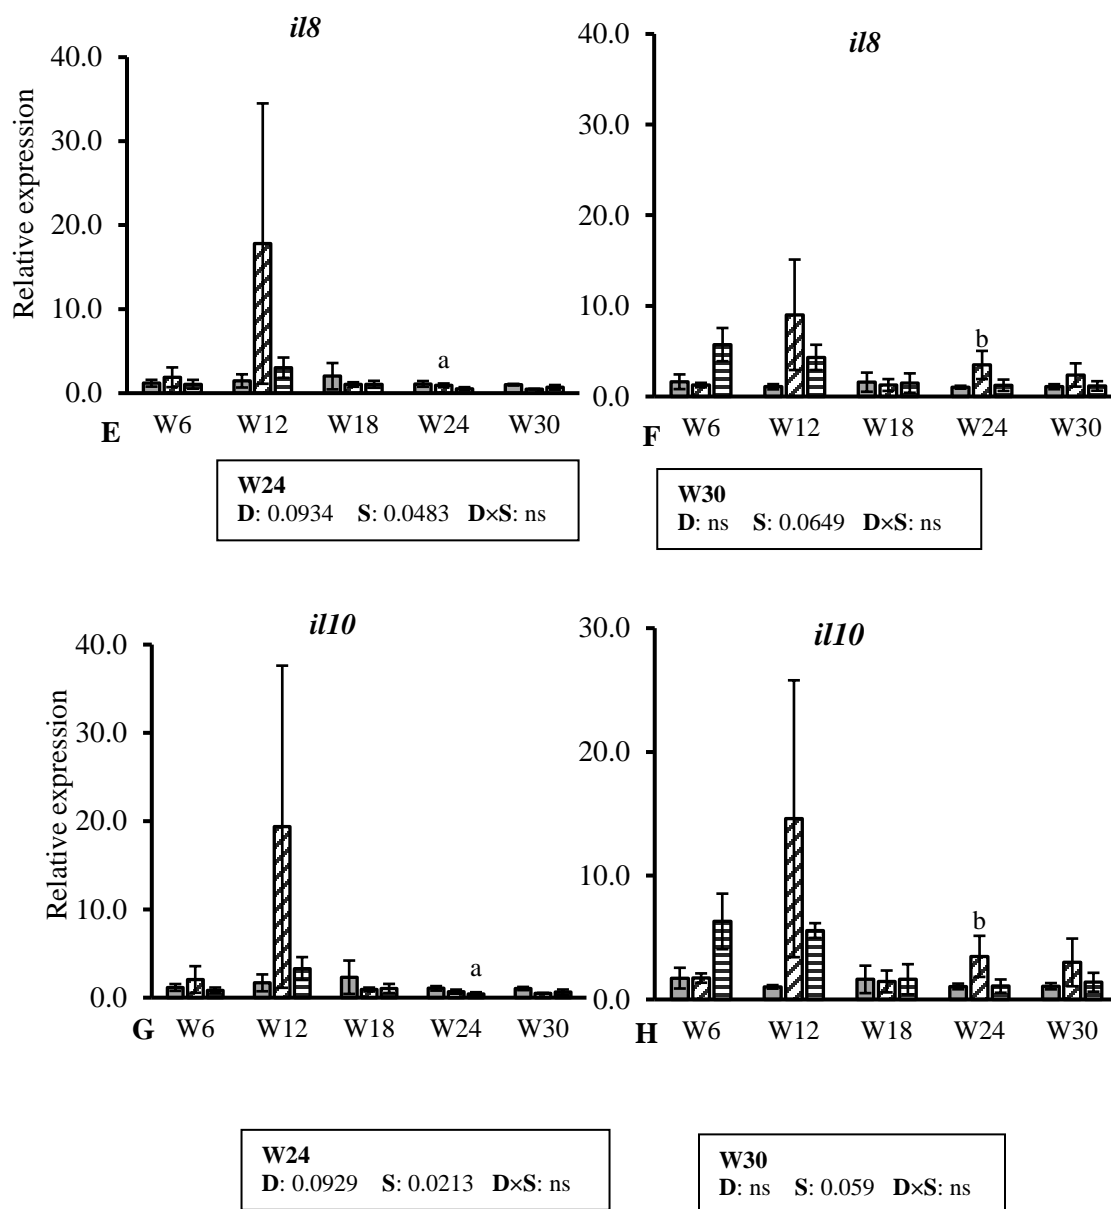 il8
Relative expression
40.0
30.0
20.0
10.0
0.0
a
E W6 W12 W18 W24 W30
W24
D: 0.0934 S: 0.0483 D×S: ns
il8
40.0
30.0
20.0
10.0
0.0
b
F W6 W12 W18 W24 W30
W30
D: ns S: 0.0649 D×S: ns
il10
Relative expression
40.0
30.0
20.0
10.0
0.0
a
G W6 W12 W18 W24 W30
W24
D: 0.0929 S: 0.0213 D×S: ns
il10
30.0
20.0
10.0
0.0
b
H W6 W12 W18 W24 W30
W30
D: ns S: 0.059 D×S: ns